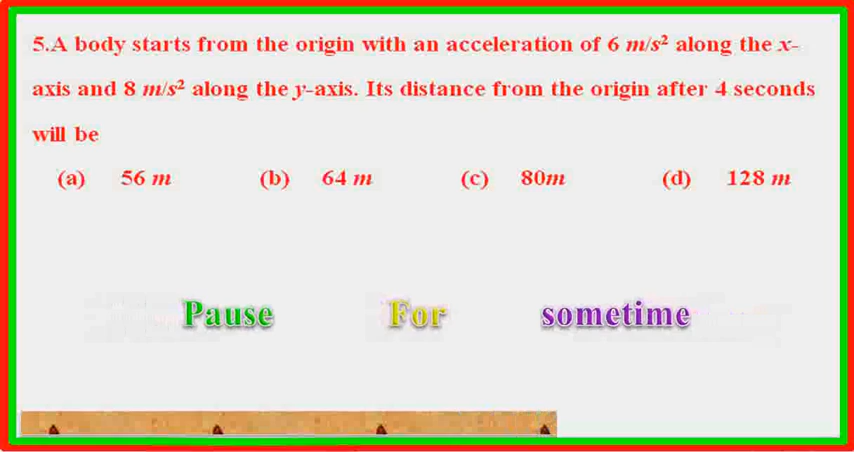 5.A body starts from the origin with an acceleration of 6 m/s² along the x-
axis and 8 m/s² along the y-axis. Its distance from the origin after 4 seconds
will be
(a) 56 m (b) 64 m (c) 80m (d) 128 m
Pause For sometime